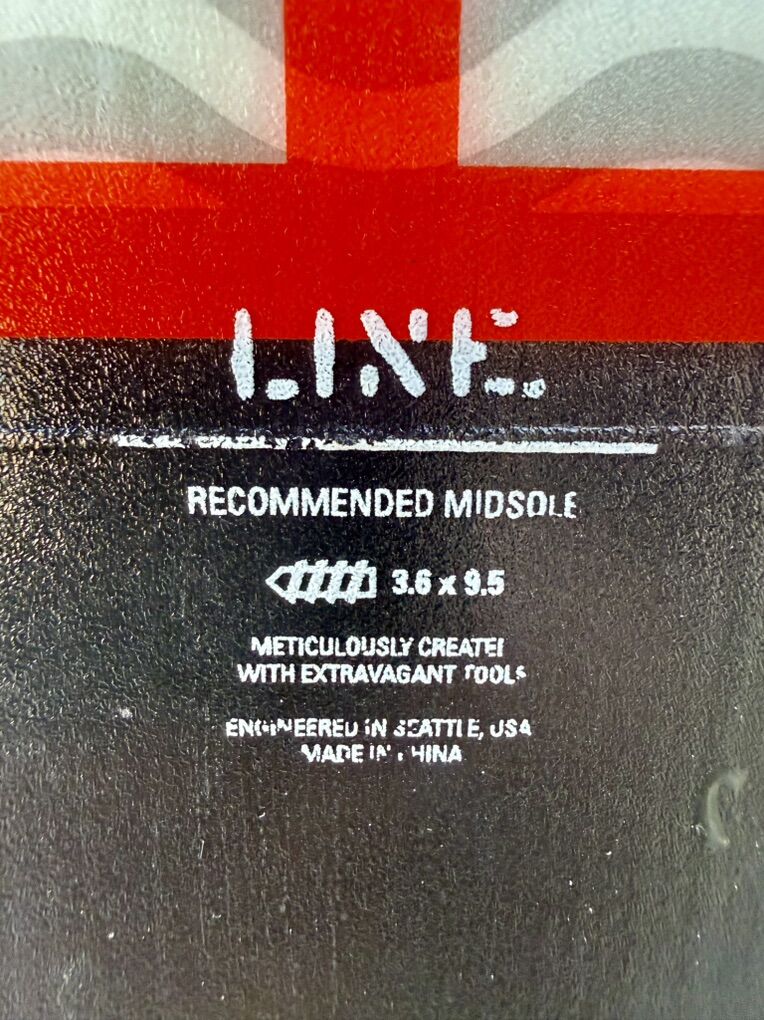 LINE
RECOMMENDED MIDSOLE
3.6 x 9.5
METICULOUSLY CREATED
WITH EXTRAVAGANT TOOLS
ENGINEERED IN SEATTLE, USA
MADE IN CHINA